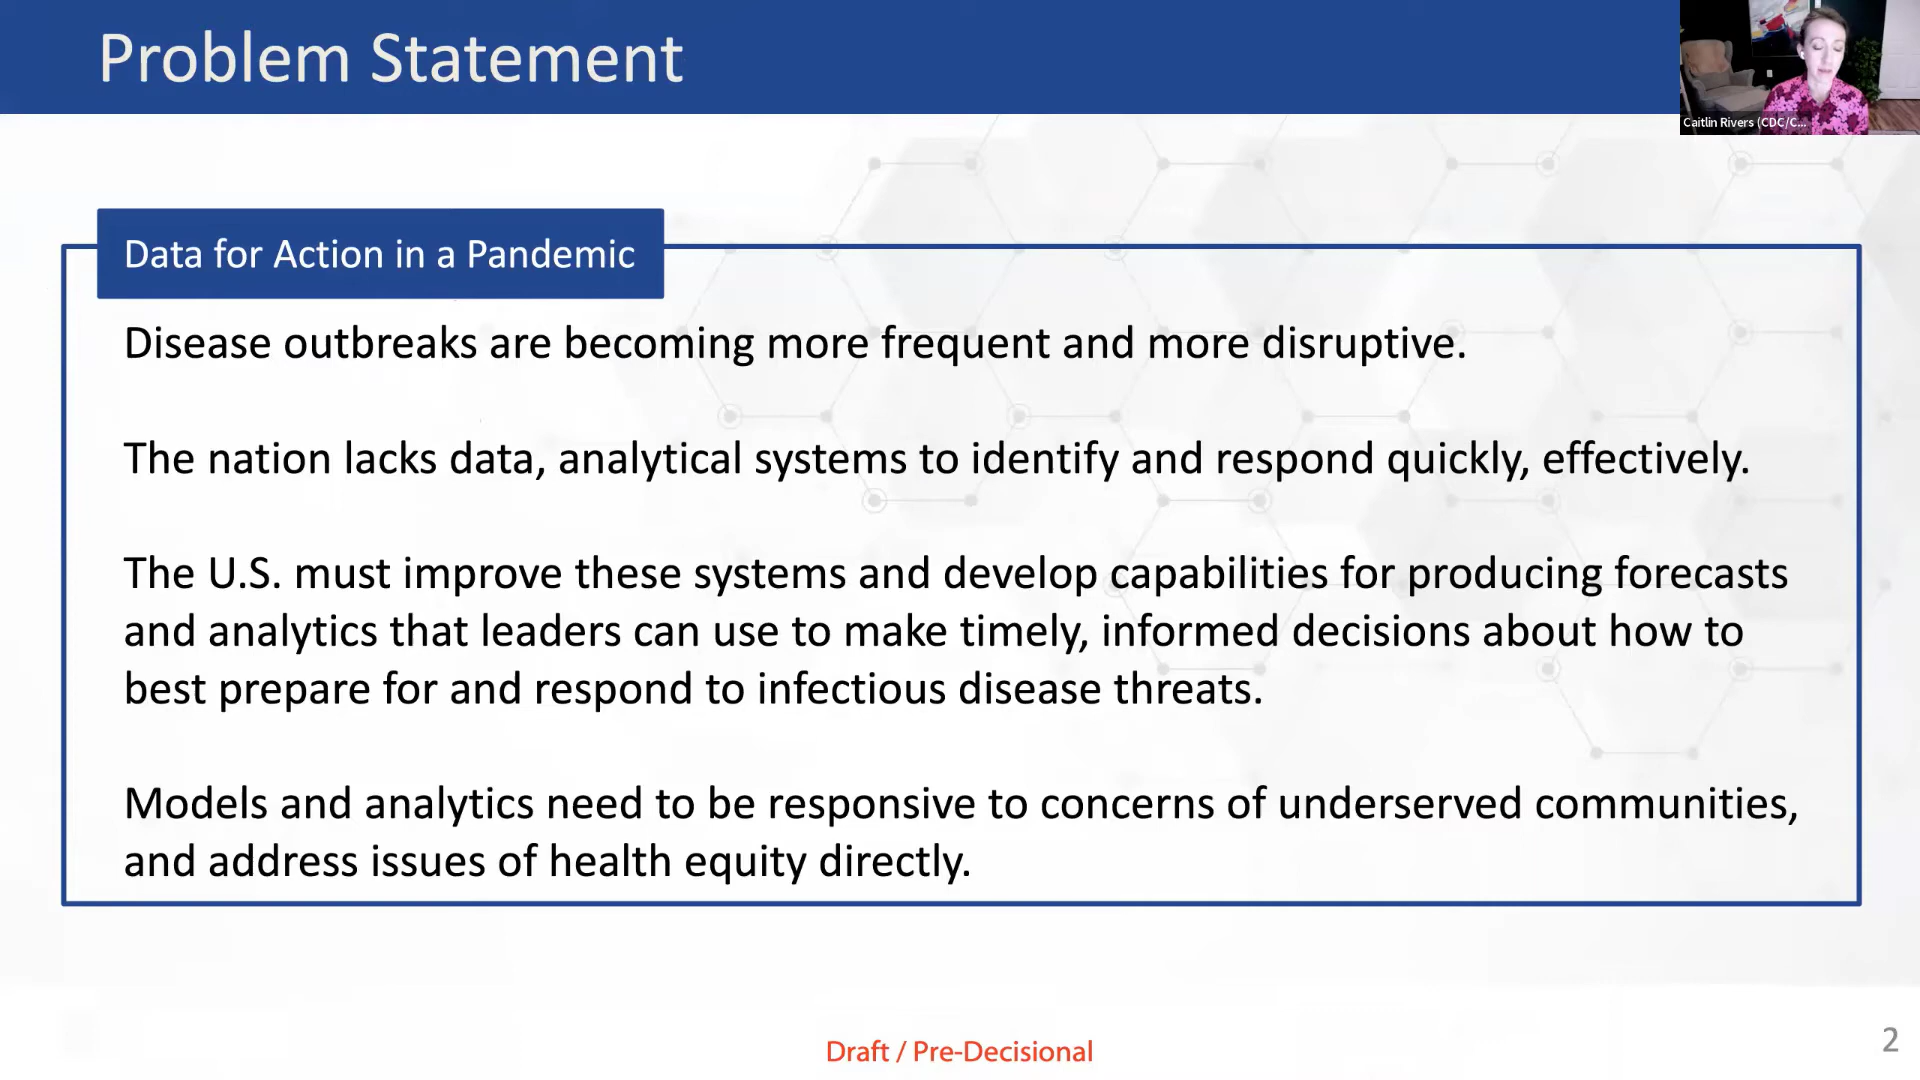 Problem Statement
Caitlin Rivers (CDC/C...
Data for Action in a Pandemic
Disease outbreaks are becoming more frequent and more disruptive.
The nation lacks data, analytical systems to identify and respond quickly, effectively.
The U.S. must improve these systems and develop capabilities for producing forecasts
and analytics that leaders can use to make timely, informed decisions about how to
best prepare for and respond to infectious disease threats.
Models and analytics need to be responsive to concerns of underserved communities,
and address issues of health equity directly.
Draft / Pre-Decisional
2